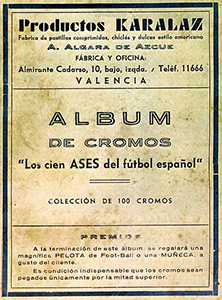 Productos KARALAZ
Fabrica de pastillas comprimidos, chiclés y dulces estilo americano
A. ALGARA DE AZCUE
FÁBRICA Y OFICINA:
Almirante Cadarso, 10, bajo, izqda. / Teléf. 11666
VALENCIA
ALBUM
DE CROMOS
"Los cien ASES del fútbol español"
COLECCIÓN DE 100 CROMOS
PREMIOS
A la terminación de este álbum, se regalará una
magnífica PELOTA de Foot-Ball o una MUÑECA, a
gusto del cliente.
Es condición indispensable que los cromos sean
pegados únicamente por la mitad superior.